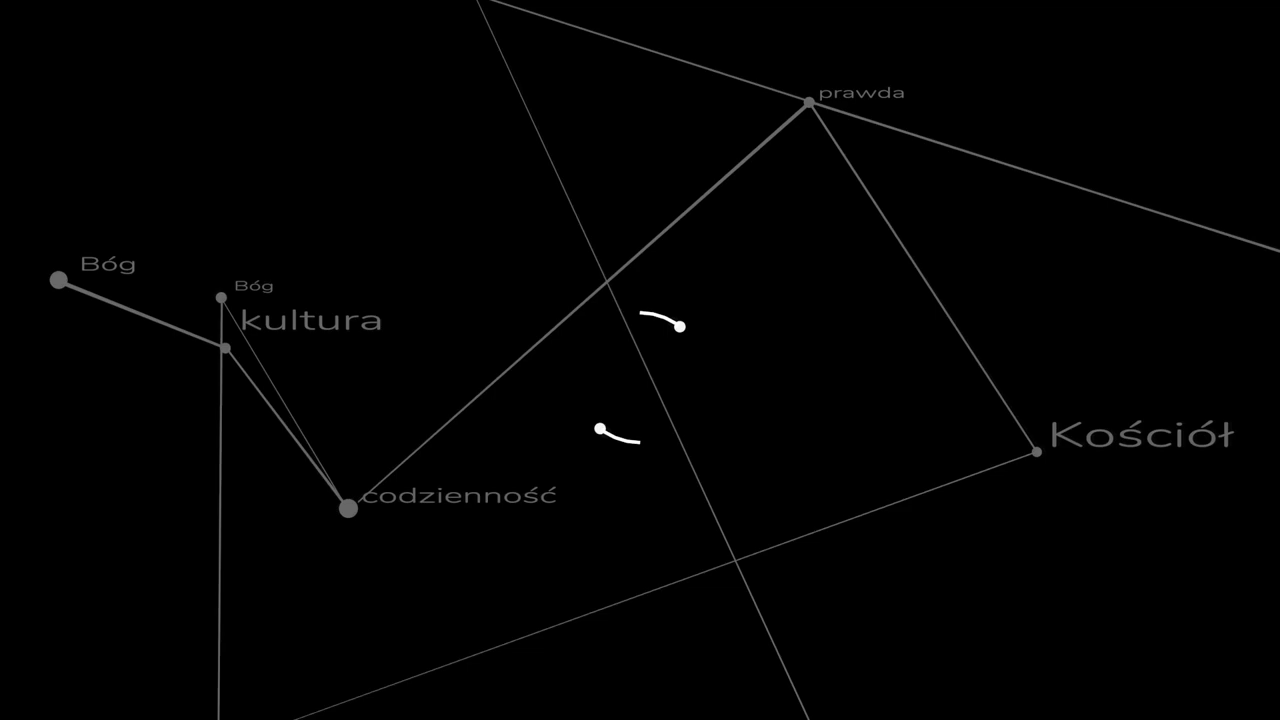 prawda
Bóg
Bóg
kultura
Kościół
codzienność